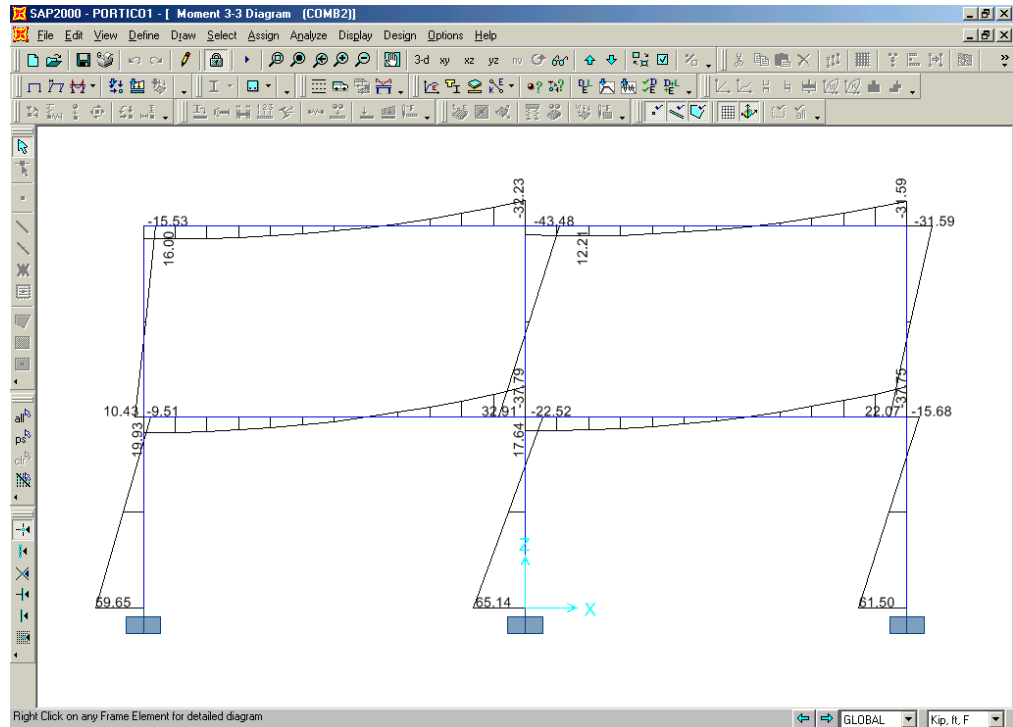 SAP2000 - PORTICO1 - [ Moment 3-3 Diagram (COMB2)]
File Edit View Define Draw Select Assign Analyze Display Design Options Help
3-d xy xz yz nv
-32.23
-31.59
-15.53
-43.48
-31.59
16.00
12.21
-37.79
-37.75
10.43 -9.51
32.91 -22.52
22.07 -15.68
19.93
17.64
Z
59.65
65.14
X
61.50
all
ps
clr
Right Click on any Frame Element for detailed diagram
GLOBAL
Kip, ft, F